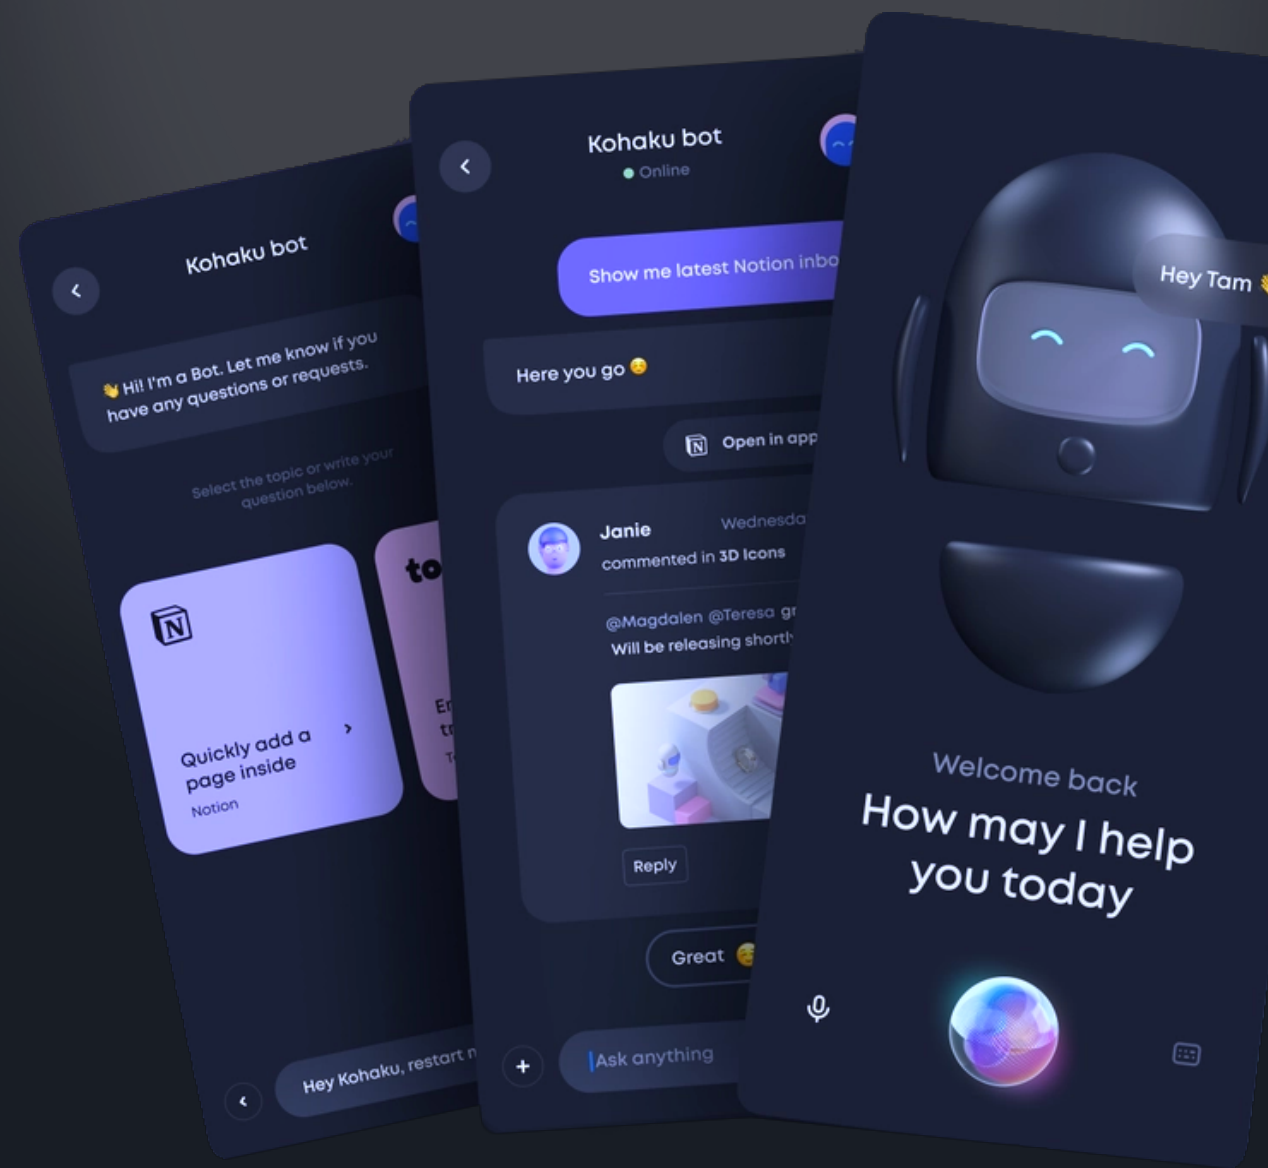 Kohaku bot
👋 Hi! I'm a Bot. Let me know if you
have any questions or requests.
Select the topic or write your
question below.
N
Quickly add a
page inside
Notion
to
Hey Kohaku, restart
Kohaku bot
Online
Show me latest Notion
Here you go ☺️
N
Open in app
Janie
commented in 3D Icons
@Magdalen @Teresa
Will be releasing shortly
Reply
Great ☺️
Ask anything
Hey Tam 👋
Welcome back
How may I help
you today